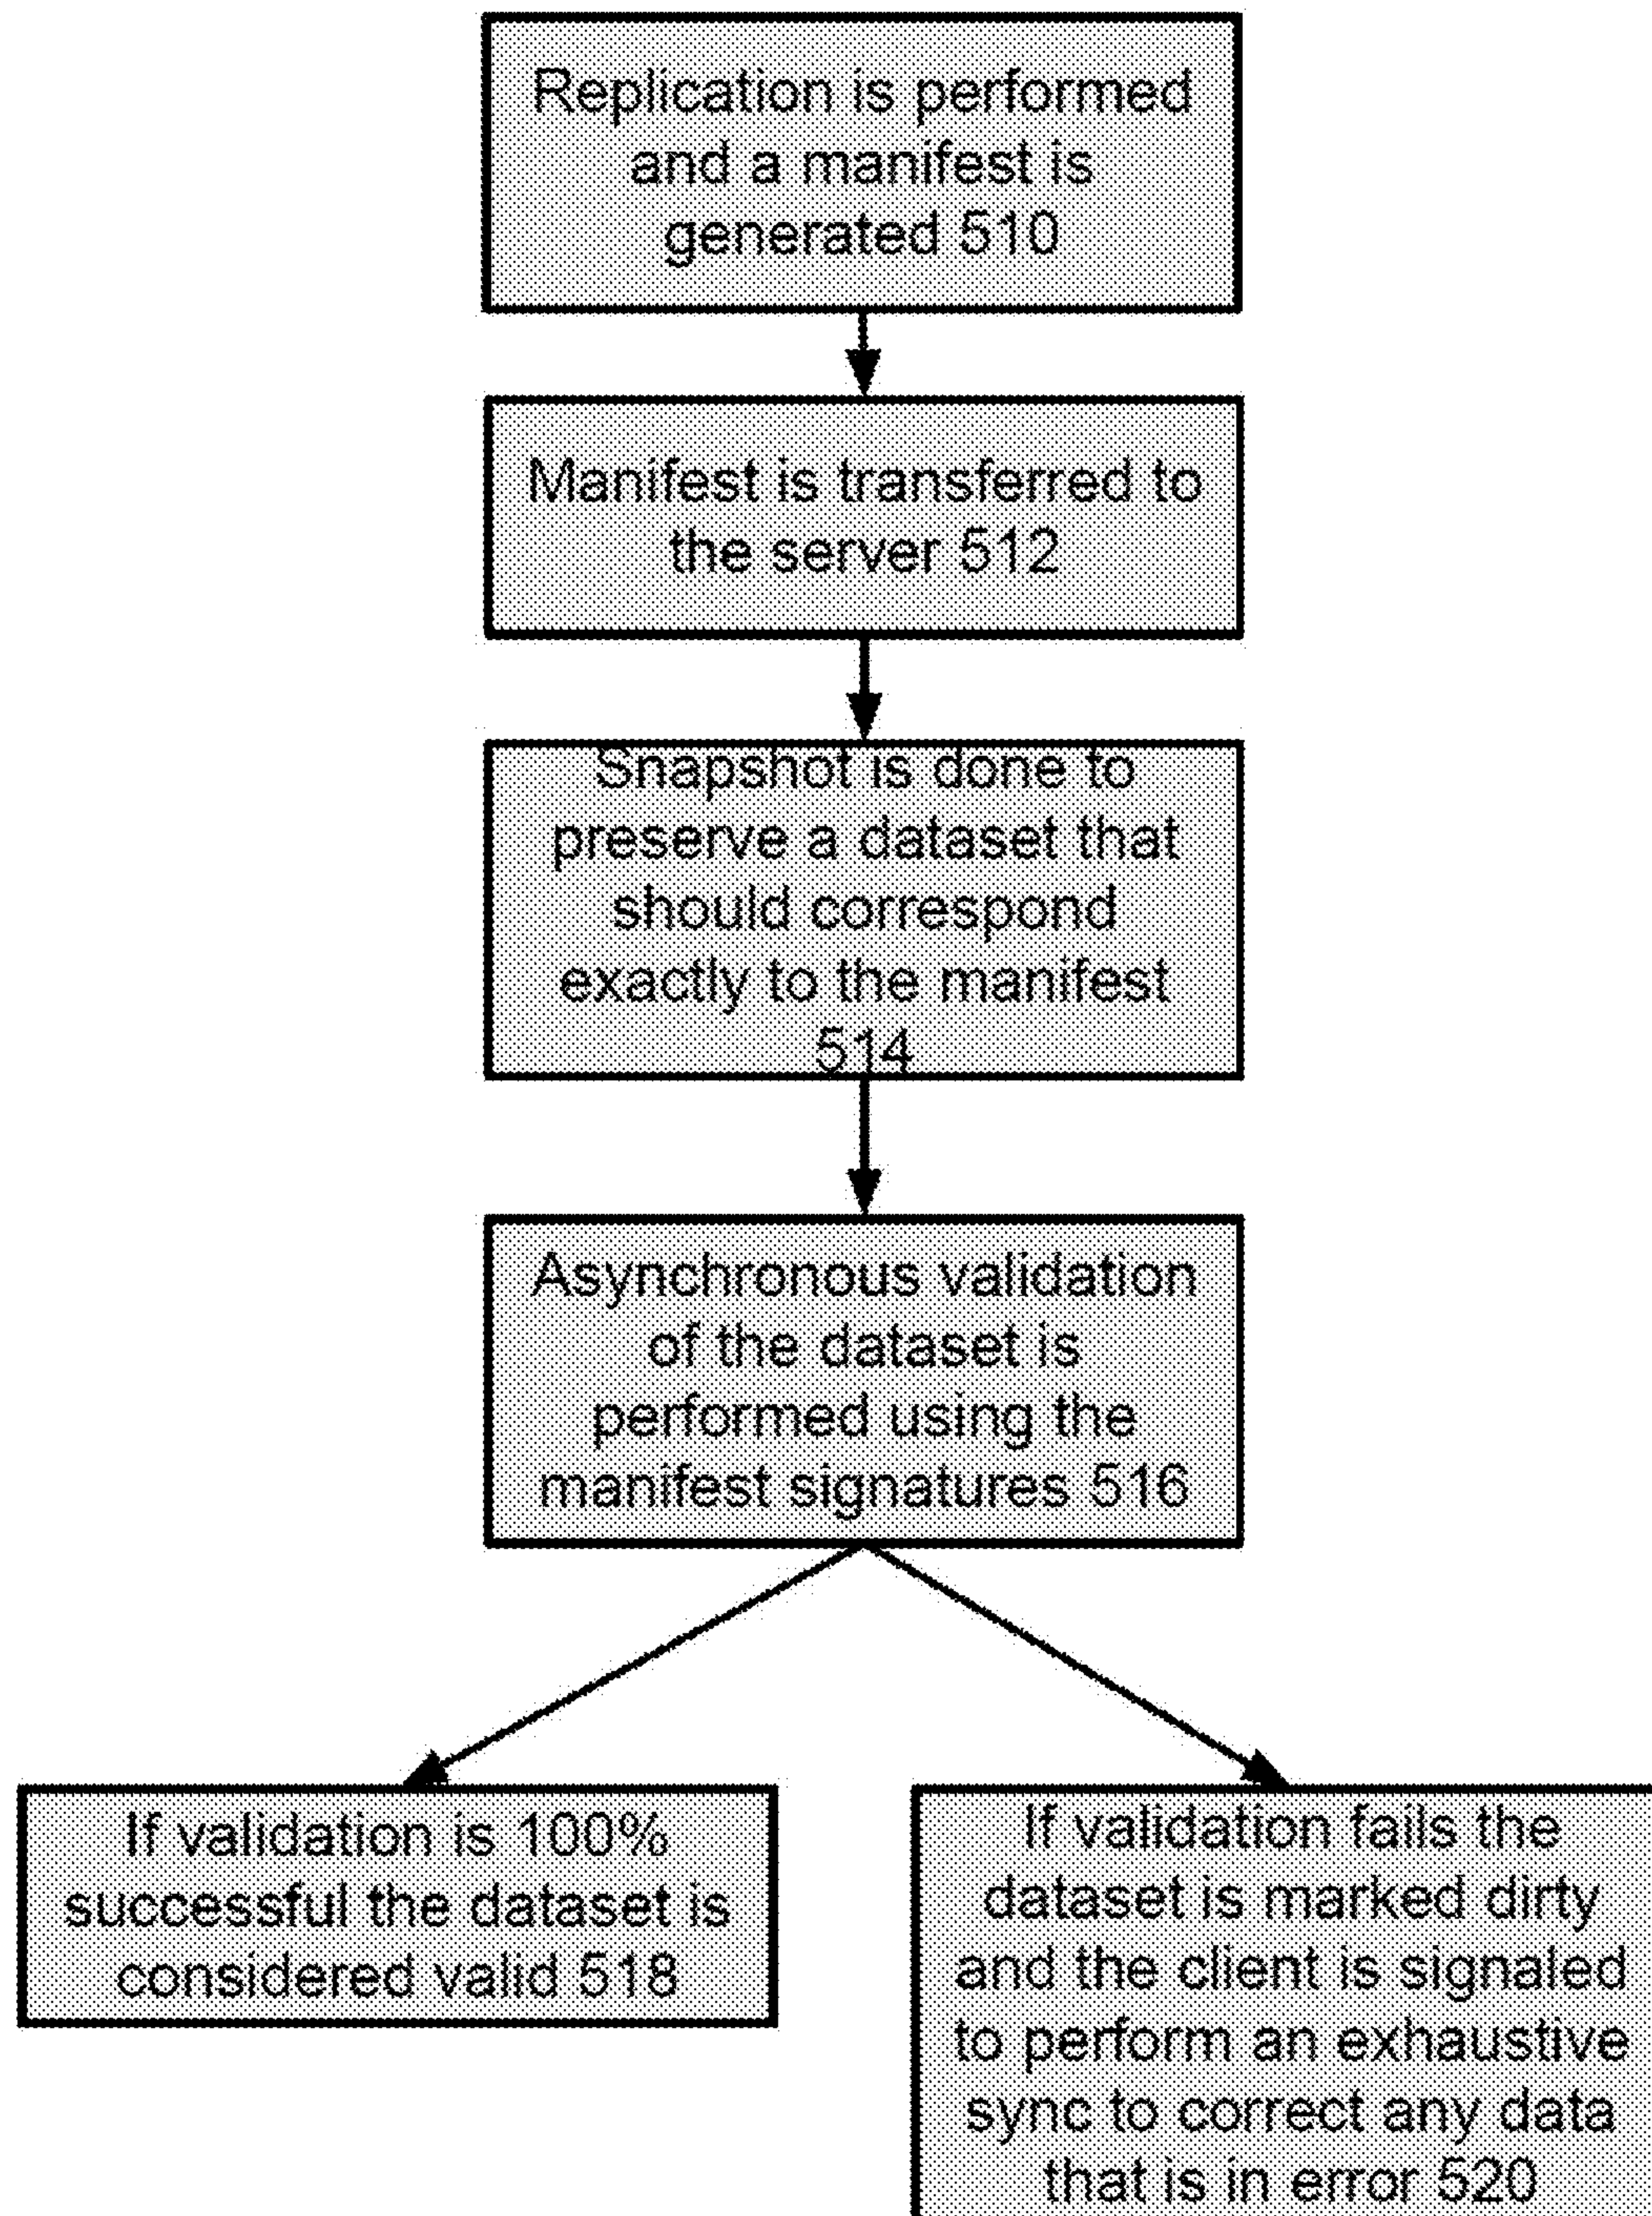 Replication is performed
and a manifest is
generated 510
Manifest is transferred to
the server 512
Snapshot is done to
preserve a dataset that
should correspond
exactly to the manifest
514
Asynchronous validation
of the dataset is
performed using the
manifest signatures 516
If validation is 100%
successful the dataset is
considered valid 518
If validation fails the
dataset is marked dirty
and the client is signaled
to perform an exhaustive
sync to correct any data
that is in error 520